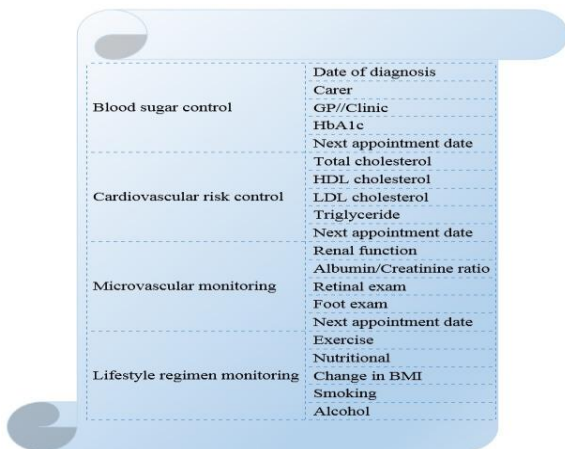 Blood sugar control
Date of diagnosis
Carer
GP//Clinic
HbA1c
Next appointment date
Cardiovascular risk control
Total cholesterol
HDL cholesterol
LDL cholesterol
Triglyceride
Next appointment date
Microvascular monitoring
Renal function
Albumin/Creatinine ratio
Retinal exam
Foot exam
Next appointment date
Lifestyle regimen monitoring
Exercise
Nutritional
Change in BMI
Smoking
Alcohol